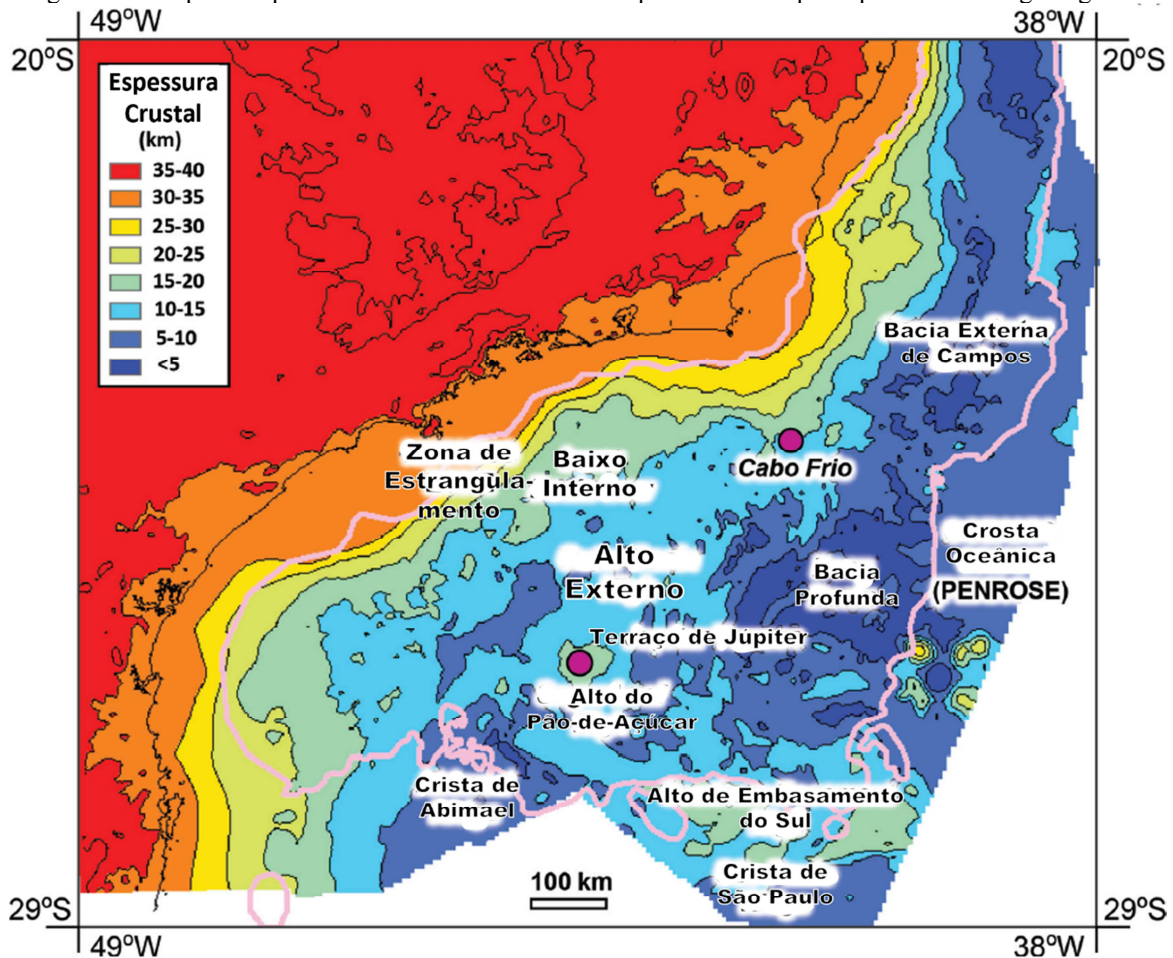 49ºW
38ºW
20ºS
20ºS
Espessura
Crustal
(km)
35-40
30-35
25-30
20-25
15-20
10-15
5-10
<5
Bacia Externa
de Campos
Zona de
Estrangula-
mento
Baixo
Interno
Cabo Frio
Alto
Externo
Bacia
Profunda
Crosta
Oceânica
(PENROSE)
Terraço de Júpiter
Alto do
Pão-de-Açúcar
Crista de
Abimael
Alto de Embasamento
do Sul
Crista de
São Paulo
100 km
29ºS
29ºS
49ºW
38ºW